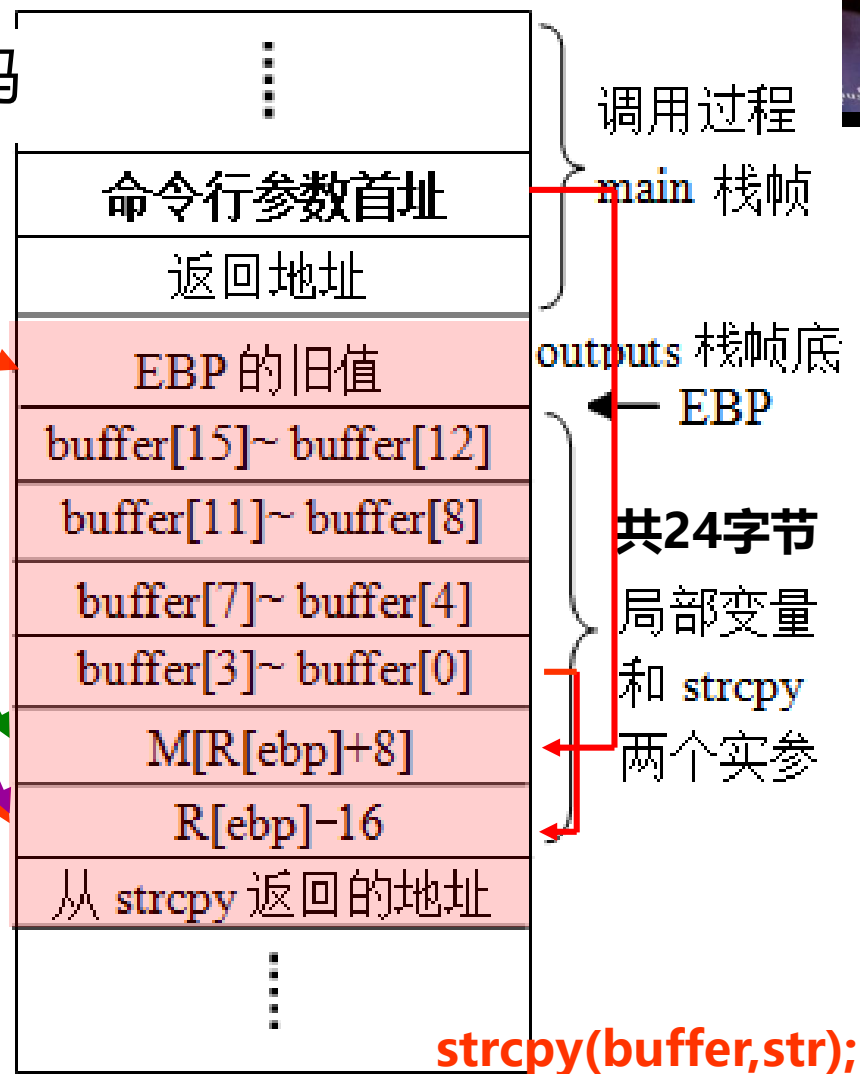 码
命令行参数首址
返回地址
EBP 的旧值
buffer[15]~ buffer[12]
buffer[11]~ buffer[8]
buffer[7]~ buffer[4]
buffer[3]~ buffer[0]
M[R[ebp]+8]
R[ebp]−16
从 strcpy 返回的地址
调用过程
main 栈帧
outputs 栈帧底
EBP
共24字节
局部变量
和 strcpy
两个实参
strcpy(buffer,str);